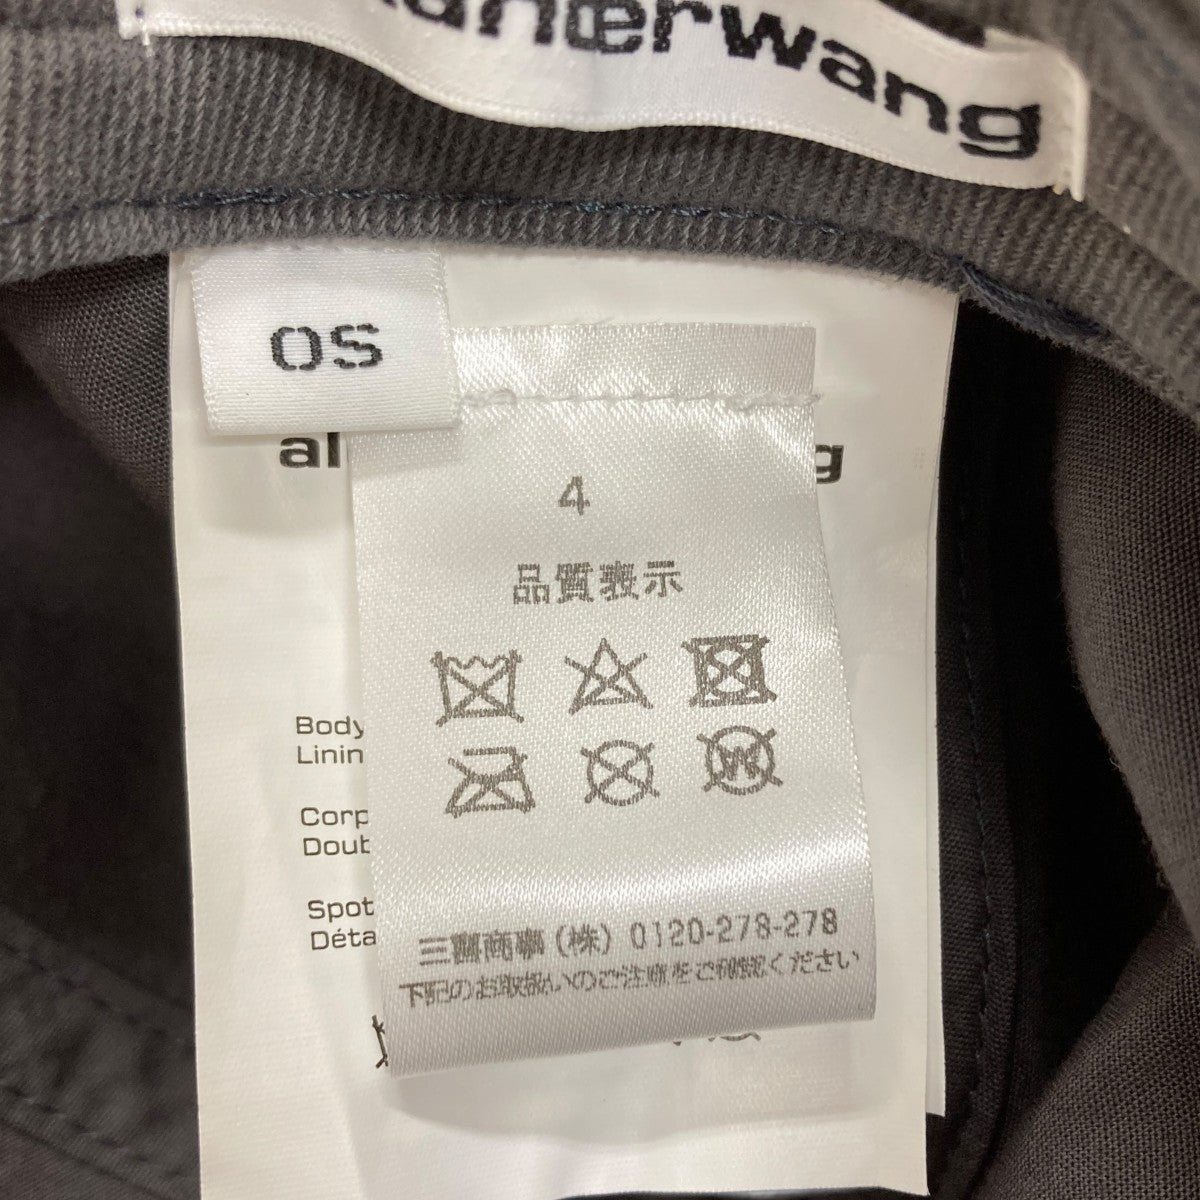 anerwang
OS
al g
4
品質表示
Body
Linin
Corp
Doub
Spot
Déta
三喜商事(株) 0120-278-278
下記のお取扱いのご注意をご確認ください